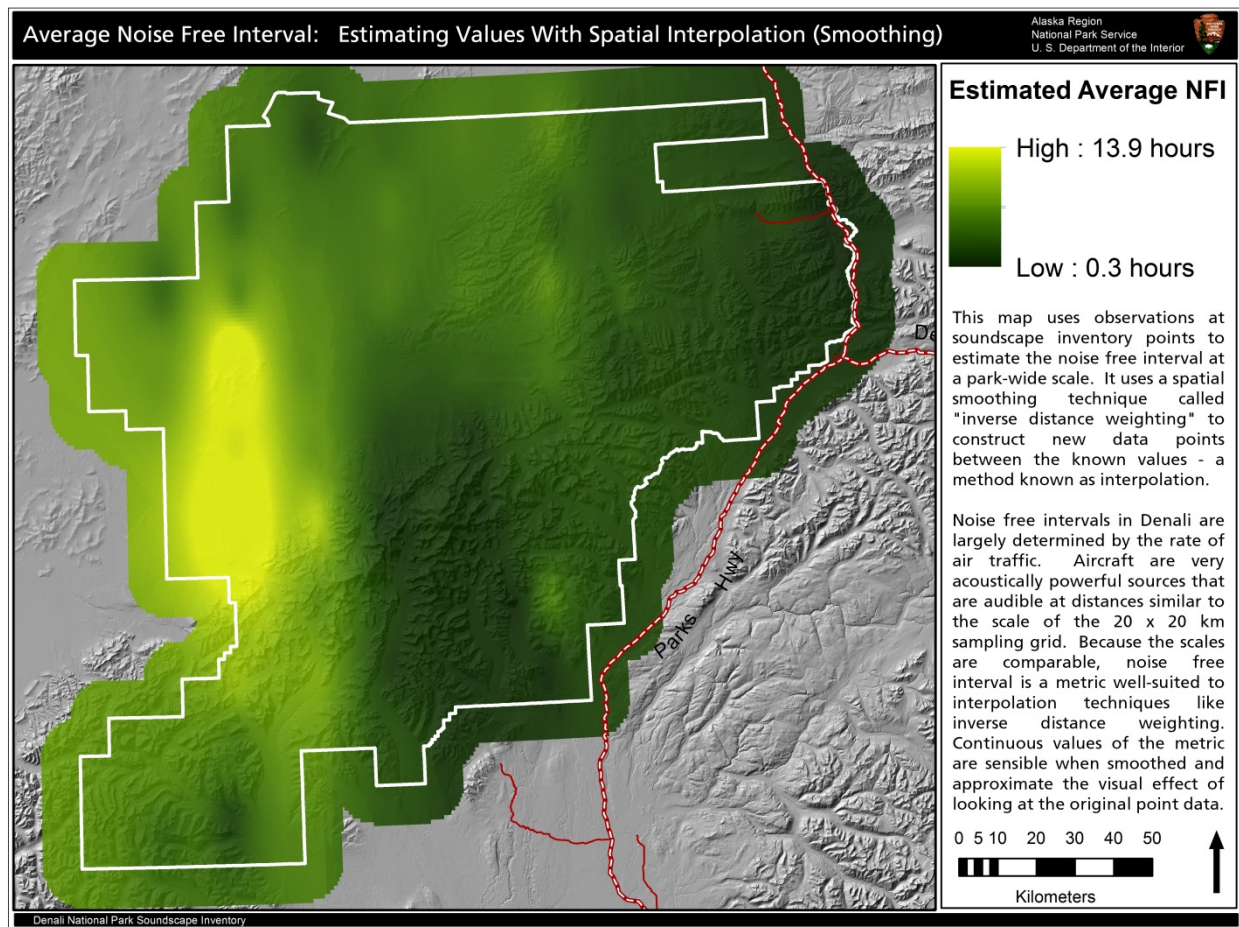 Average Noise Free Interval:   Estimating Values With Spatial Interpolation (Smoothing)
Alaska Region
National Park Service
U. S. Department of the Interior
Estimated Average NFI
High : 13.9 hours
Low : 0.3 hours
This map uses observations at
soundscape inventory points to
estimate the noise free interval at
a park-wide scale.  It uses a spatial
smoothing technique called
"inverse distance weighting" to
construct new data points
between the known values - a
method known as interpolation.
Noise free intervals in Denali are
largely determined by the rate of
air traffic.  Aircraft are very
acoustically powerful sources that
are audible at distances similar to
the scale of the 20 x 20 km
sampling grid.  Because the scales
are comparable, noise free
interval is a metric well-suited to
interpolation techniques like
inverse distance weighting.
Continuous values of the metric
are sensible when smoothed and
approximate the visual effect of
looking at the original point data.
0 5 10 20 30 40 50
Kilometers
De
Parks Hwy
Denali National Park Soundscape Inventory